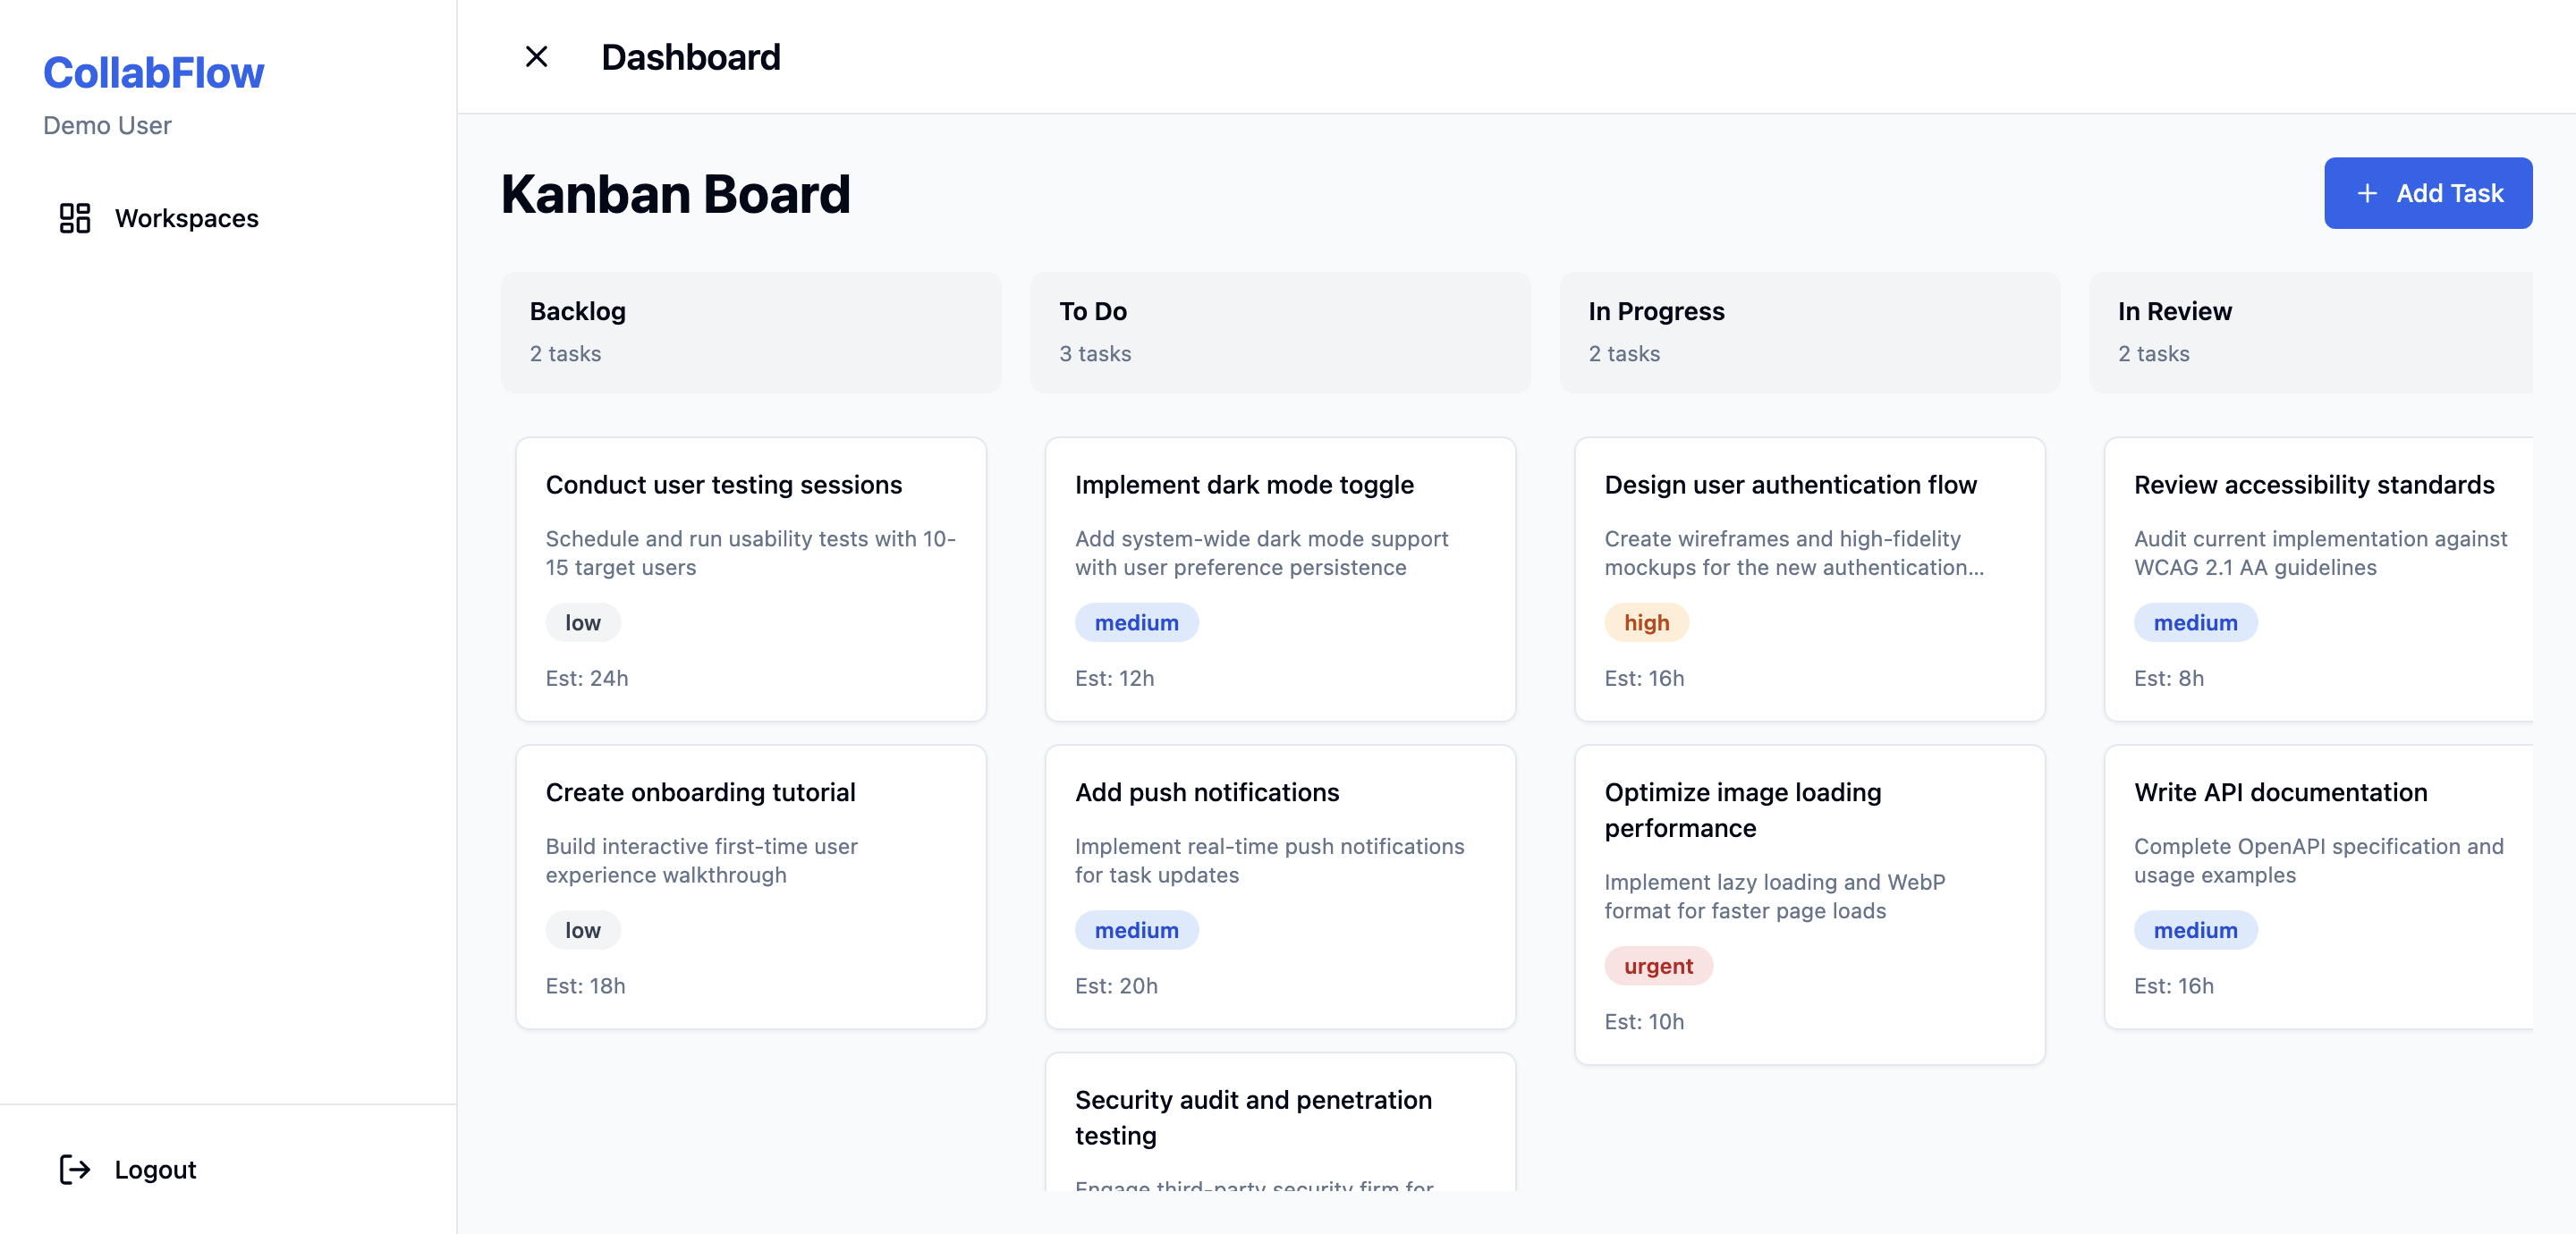 CollabFlow
Demo User
Workspaces
Logout
Dashboard
Kanban Board
Add Task
Backlog
2 tasks
Conduct user testing sessions
Schedule and run usability tests with 10-
15 target users
low
Est: 24h
Create onboarding tutorial
Build interactive first-time user
experience walkthrough
low
Est: 18h
To Do
3 tasks
Implement dark mode toggle
Add system-wide dark mode support
with user preference persistence
medium
Est: 12h
Add push notifications
Implement real-time push notifications
for task updates
medium
Est: 20h
Security audit and penetration
testing
Engage third-party security firm for
In Progress
2 tasks
Design user authentication flow
Create wireframes and high-fidelity
mockups for the new authentication...
high
Est: 16h
Optimize image loading
performance
Implement lazy loading and WebP
format for faster page loads
urgent
Est: 10h
In Review
2 tasks
Review accessibility standards
Audit current implementation against
WCAG 2.1 AA guidelines
medium
Est: 8h
Write API documentation
Complete OpenAPI specification and
usage examples
medium
Est: 16h